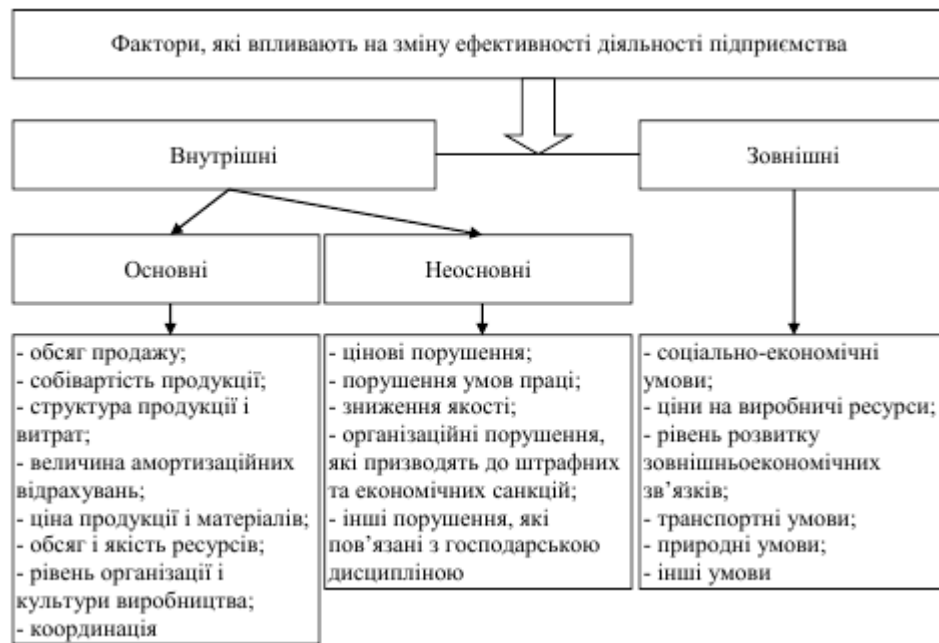 Фактори, які впливають на зміну ефективності діяльності підприємства
Внутрішні
Зовнішні
Основні
Неосновні
- обсяг продажу;
- собівартість продукції;
- структура продукції і
витрат;
- величина амортизаційних
відрахувань;
- ціна продукції і матеріалів;
- обсяг і якість ресурсів;
- рівень організації і
культури виробництва;
- координація
- цінові порушення;
- порушення умов праці;
- зниження якості;
- організаційні порушення,
які призводять до штрафних
та економічних санкцій;
- інші порушення, які
пов’язані з господарською
дисципліною
- соціально-економічні
умови;
- ціни на виробничі ресурси;
- рівень розвитку
зовнішньоекономічних
зв’язків;
- транспортні умови;
- природні умови;
- інші умови